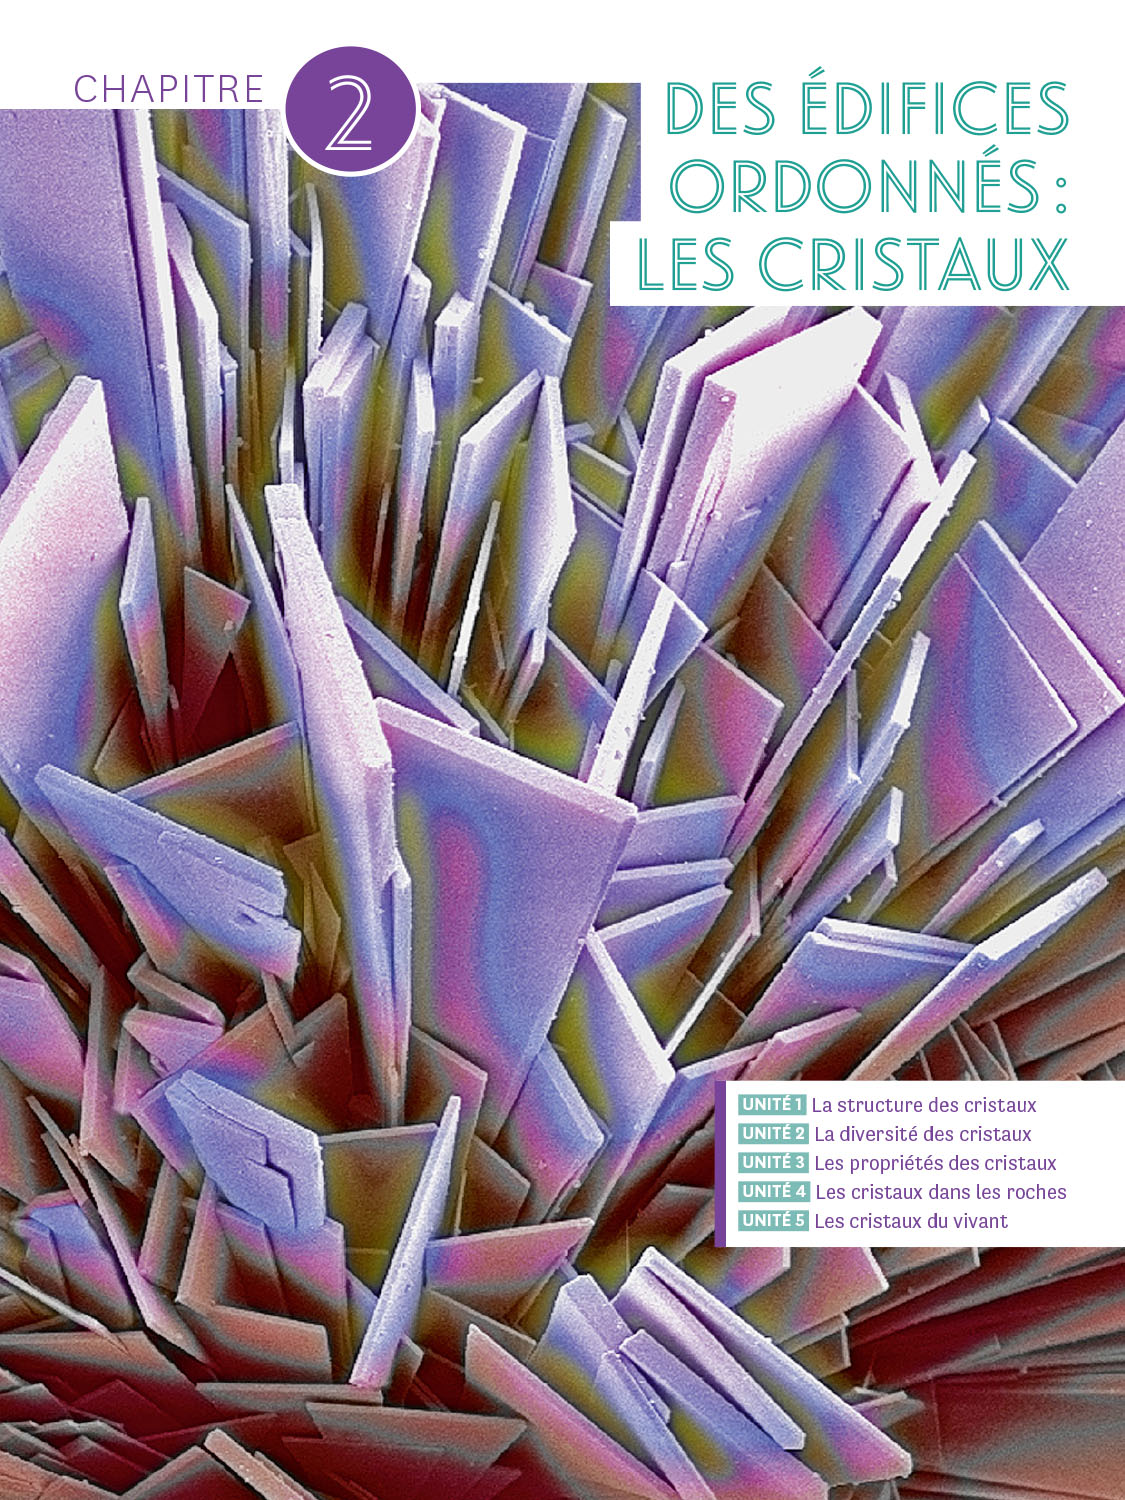 CHAPITRE 2
DES ÉDIFICES
ORDONNÉS :
LES CRISTAUX
UNITÉ 1 La structure des cristaux
UNITÉ 2 La diversité des cristaux
UNITÉ 3 Les propriétés des cristaux
UNITÉ 4 Les cristaux dans les roches
UNITÉ 5 Les cristaux du vivant